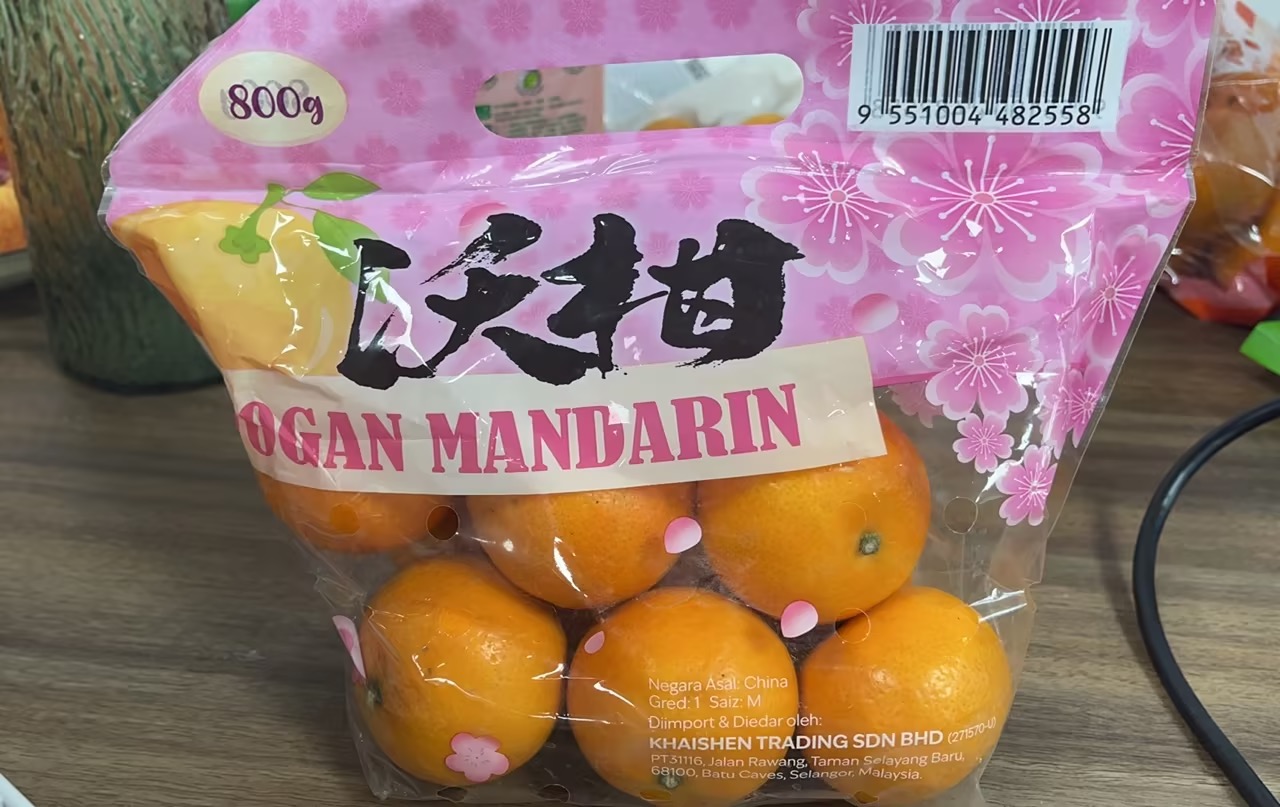 800g
9 551004 482558
沃柑
OGAN MANDARIN
Negara Asal: China
Gred: 1 Saiz: M
Diimport & Diedar oleh:
KHAISHEN TRADING SDN BHD (271570-U)
PT31116, Jalan Rawang, Taman Selayang Baru,
68100, Batu Caves, Selangor, Malaysia.